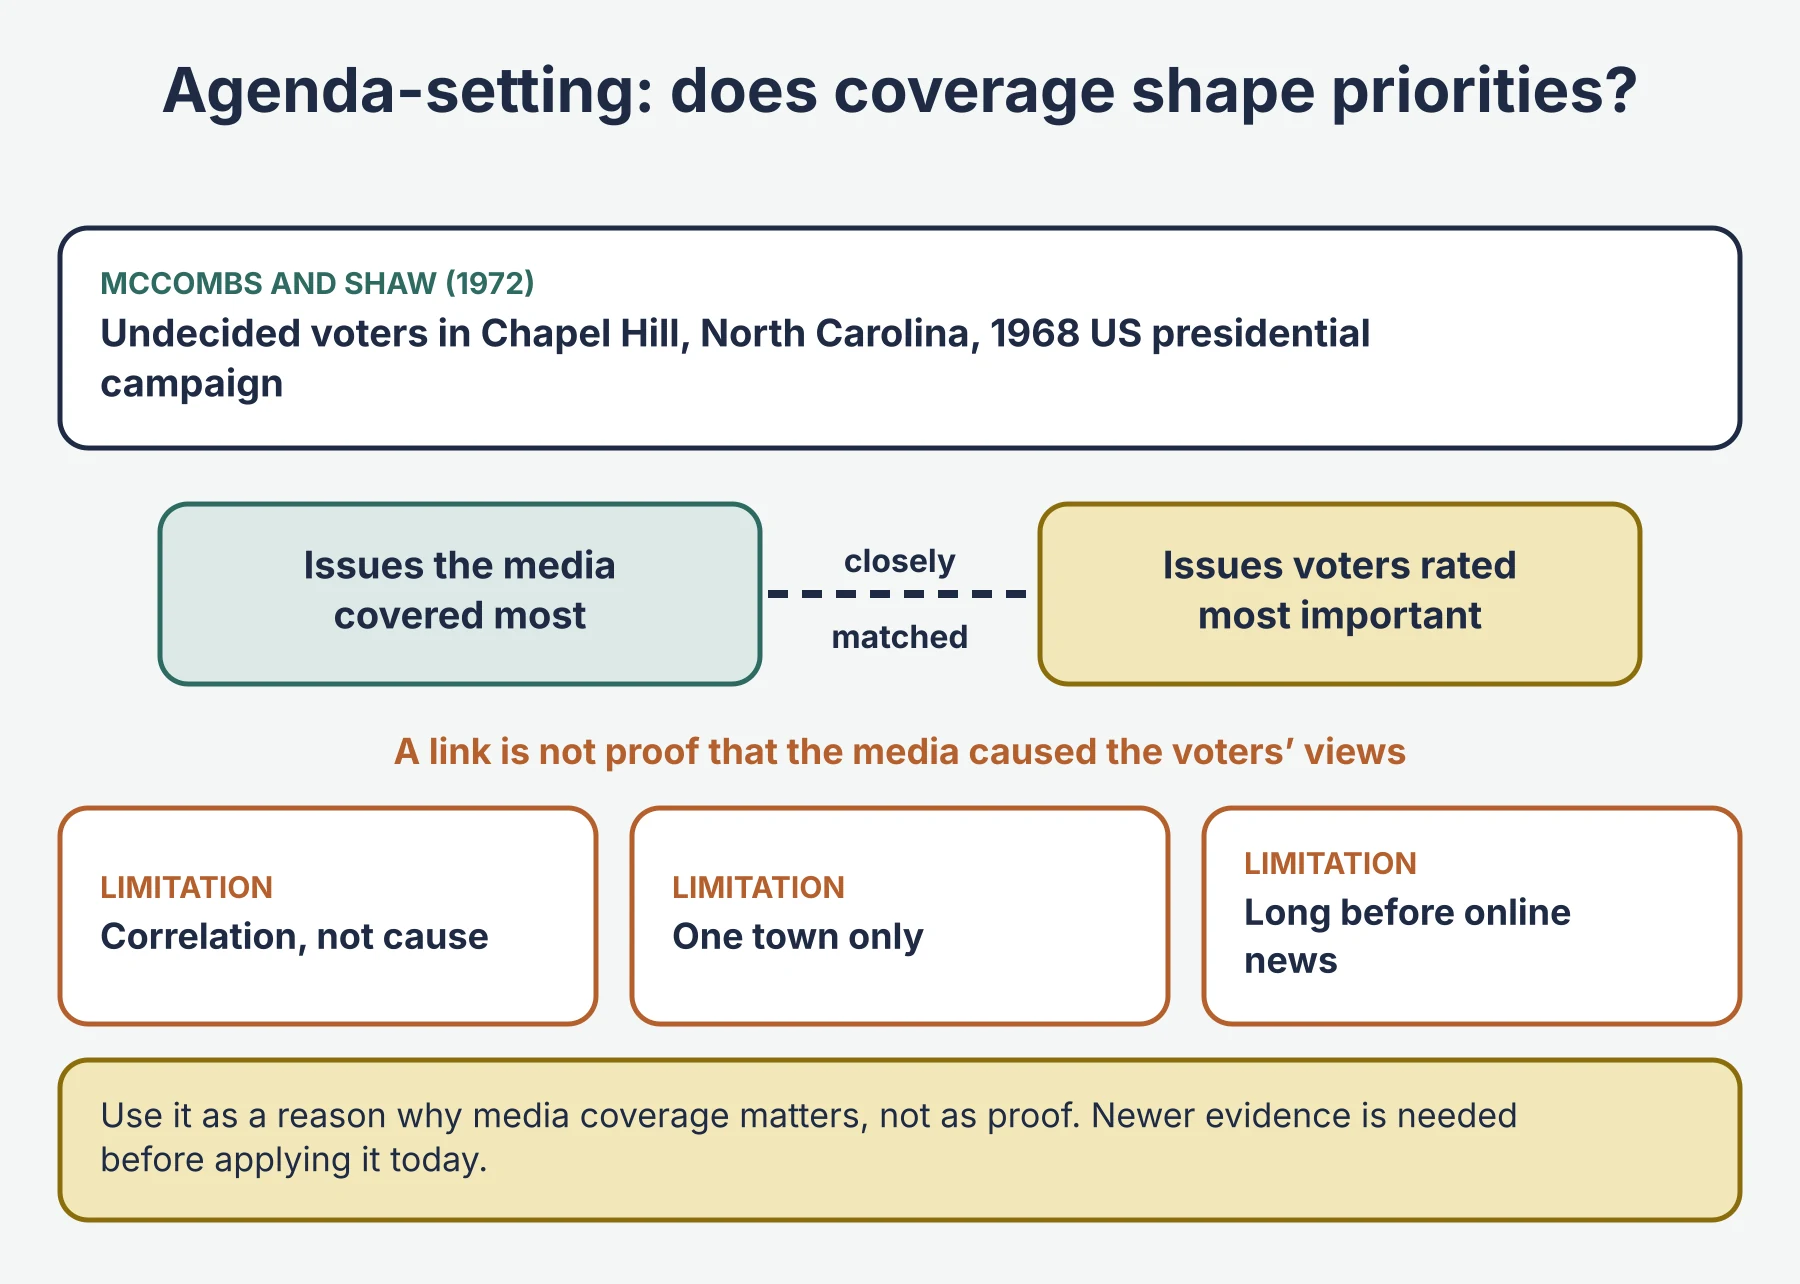 Agenda-setting: does coverage shape priorities?
MCCOMBS AND SHAW (1972)
Undecided voters in Chapel Hill, North Carolina, 1968 US presidential
campaign
Issues the media
covered most
closely
matched
Issues voters rated
most important
A link is not proof that the media caused the voters’ views
LIMITATION
Correlation, not cause
LIMITATION
One town only
LIMITATION
Long before online
news
Use it as a reason why media coverage matters, not as proof. Newer evidence is needed
before applying it today.